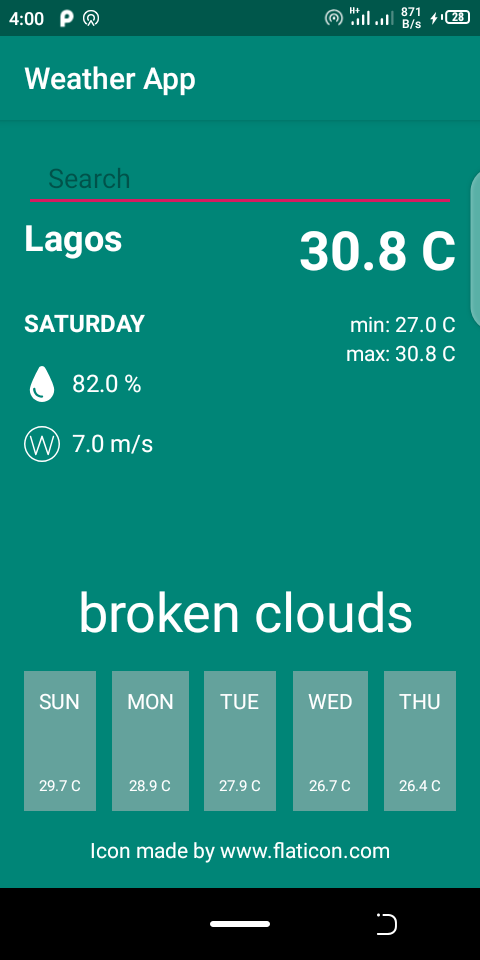 4:00 H+ 871 B/s 28
Weather App
Search
Lagos 30.8 C
SATURDAY min: 27.0 C
max: 30.8 C
82.0 %
W 7.0 m/s
broken clouds
SUN MON TUE WED THU
29.7 C 28.9 C 27.9 C 26.7 C 26.4 C
Icon made by www.flaticon.com